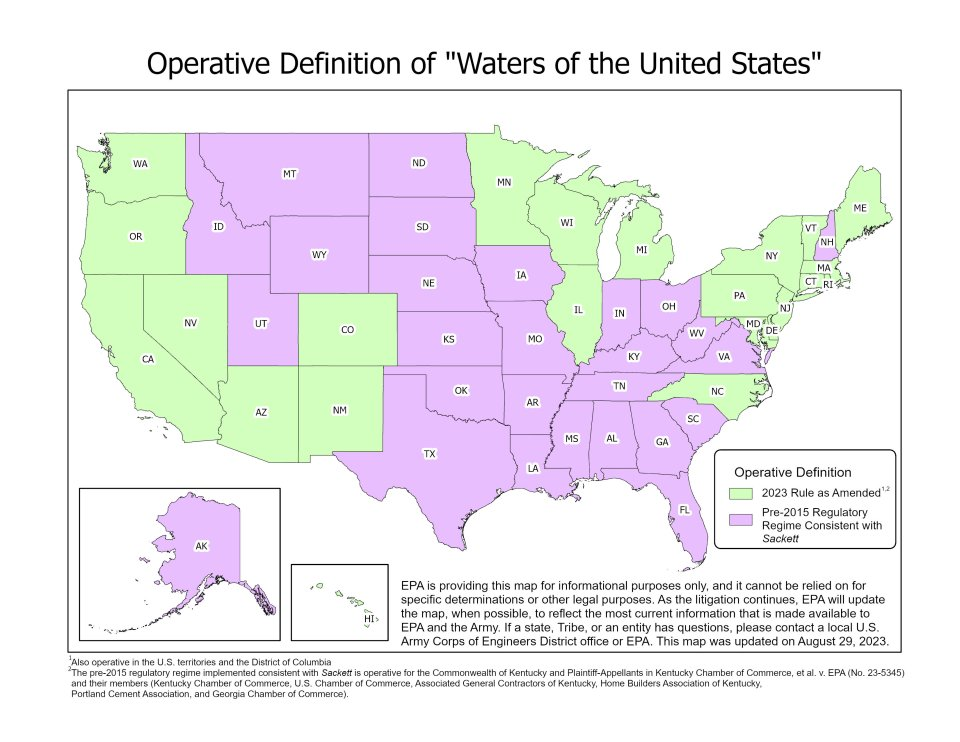 Operative Definition of "Waters of the United States"
WA
MT
ND
MN
ME
OR
ID
SD
WI
MI
VT
NH
NY
WY
MA
IA
CT
RI
NE
PA
NV
UT
CO
IL
IN
OH
NJ
MD
DE
KS
MO
WV
CA
KY
VA
OK
TN
NC
AZ
NM
AR
SC
MS
AL
GA
TX
LA
FL
AK
HI
Operative Definition
2023 Rule as Amended1,2
Pre-2015 Regulatory
Regime Consistent with
Sackett
EPA is providing this map for informational purposes only, and it cannot be relied on for
specific determinations or other legal purposes. As the litigation continues, EPA will update
the map, when possible, to reflect the most current information that is made available to
EPA and the Army. If a state, Tribe, or an entity has questions, please contact a local U.S.
Army Corps of Engineers District office or EPA. This map was updated on August 29, 2023.
1Also operative in the U.S. territories and the District of Columbia
2The pre-2015 regulatory regime implemented consistent with Sackett is operative for the Commonwealth of Kentucky and Plaintiff-Appellants in Kentucky Chamber of Commerce, et al. v. EPA (No. 23-5345)
and their members (Kentucky Chamber of Commerce, U.S. Chamber of Commerce, Associated General Contractors of Kentucky, Home Builders Association of Kentucky,
Portland Cement Association, and Georgia Chamber of Commerce).